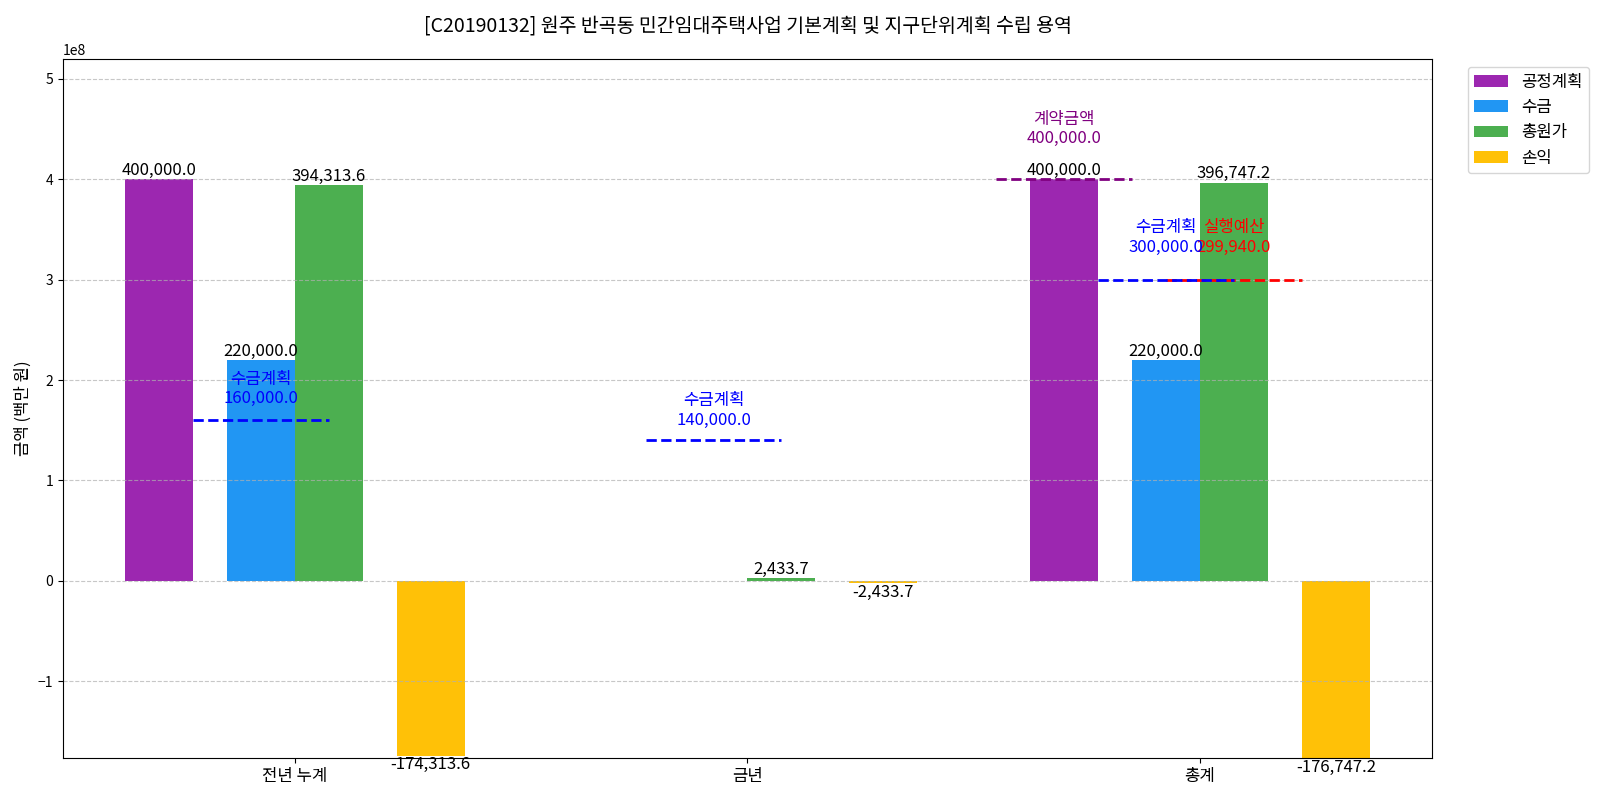 [C20190132] 원주 반곡동 민간임대주택사업 기본계획 및 지구단위계획 수립 용역
1e8
공정계획
수금
총원가
손익
금액 (백만 원)
5
4
3
2
1
0
−1
400,000.0
220,000.0
394,313.6
수금계획
160,000.0
-174,313.6
수금계획
140,000.0
2,433.7
-2,433.7
계약금액
400,000.0
400,000.0
396,747.2
수금계획
300,000.0
실행예산
299,940.0
220,000.0
-176,747.2
전년 누계
금년
총계